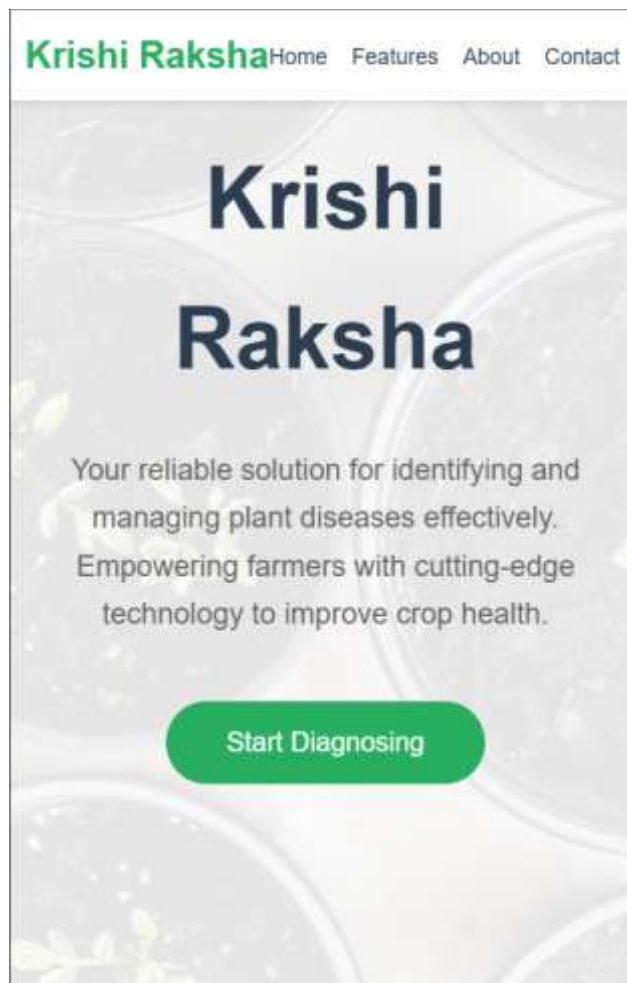 Krishi Raksha Home Features About Contact
Krishi
Raksha
Your reliable solution for identifying and
managing plant diseases effectively.
Empowering farmers with cutting-edge
technology to improve crop health.
Start Diagnosing